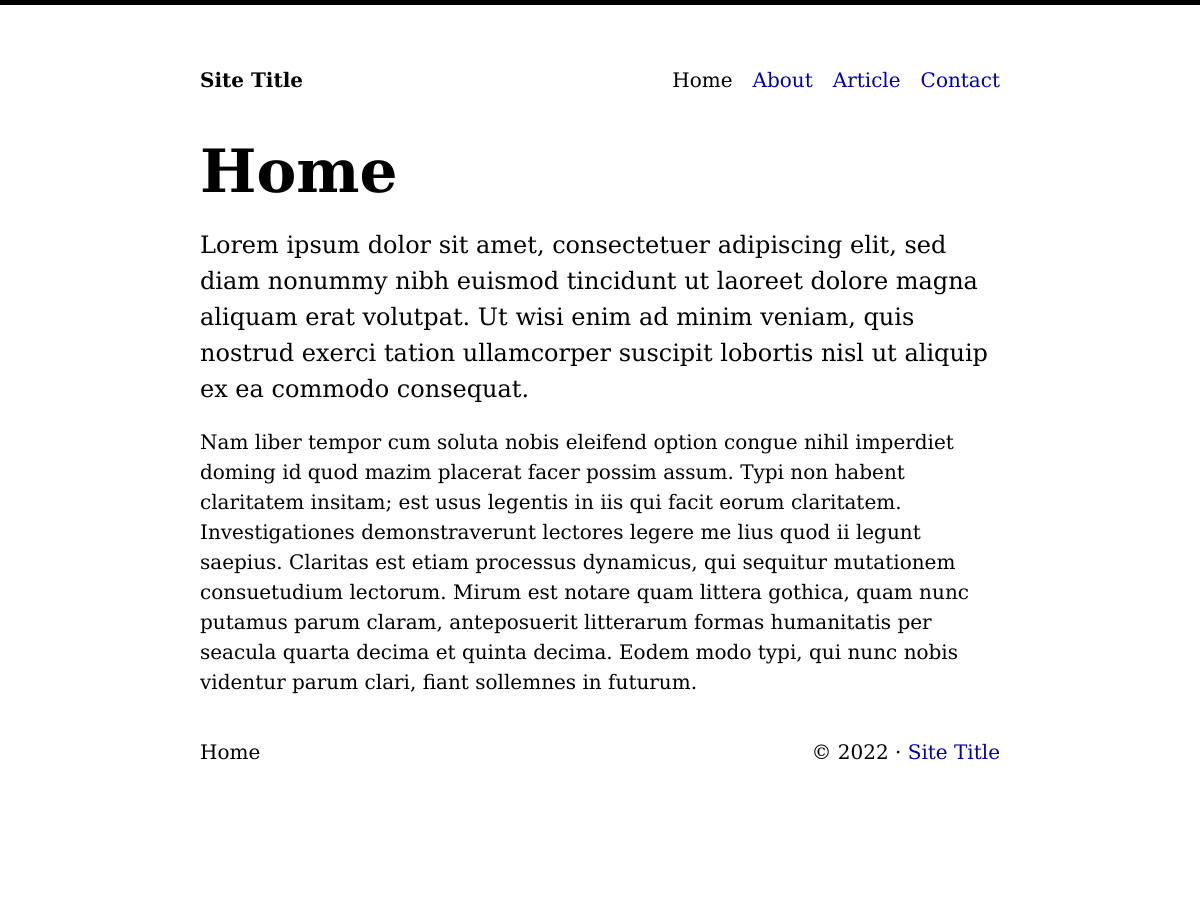 Site Title
Home About Article Contact
Home
Lorem ipsum dolor sit amet, consectetuer adipiscing elit, sed
diam nonummy nibh euismod tincidunt ut laoreet dolore magna
aliquam erat volutpat. Ut wisi enim ad minim veniam, quis
nostrud exerci tation ullamcorper suscipit lobortis nisl ut aliquip
ex ea commodo consequat.
Nam liber tempor cum soluta nobis eleifend option congue nihil imperdiet
doming id quod mazim placerat facer possim assum. Typi non habent
claritatem insitam; est usus legentis in iis qui facit eorum claritatem.
Investigationes demonstraverunt lectores legere me lius quod ii legunt
saepius. Claritas est etiam processus dynamicus, qui sequitur mutationem
consuetudium lectorum. Mirum est notare quam littera gothica, quam nunc
putamus parum claram, anteposuerit litterarum formas humanitatis per
seacula quarta decima et quinta decima. Eodem modo typi, qui nunc nobis
videntur parum clari, fiant sollemnes in futurum.
Home
© 2022 · Site Title